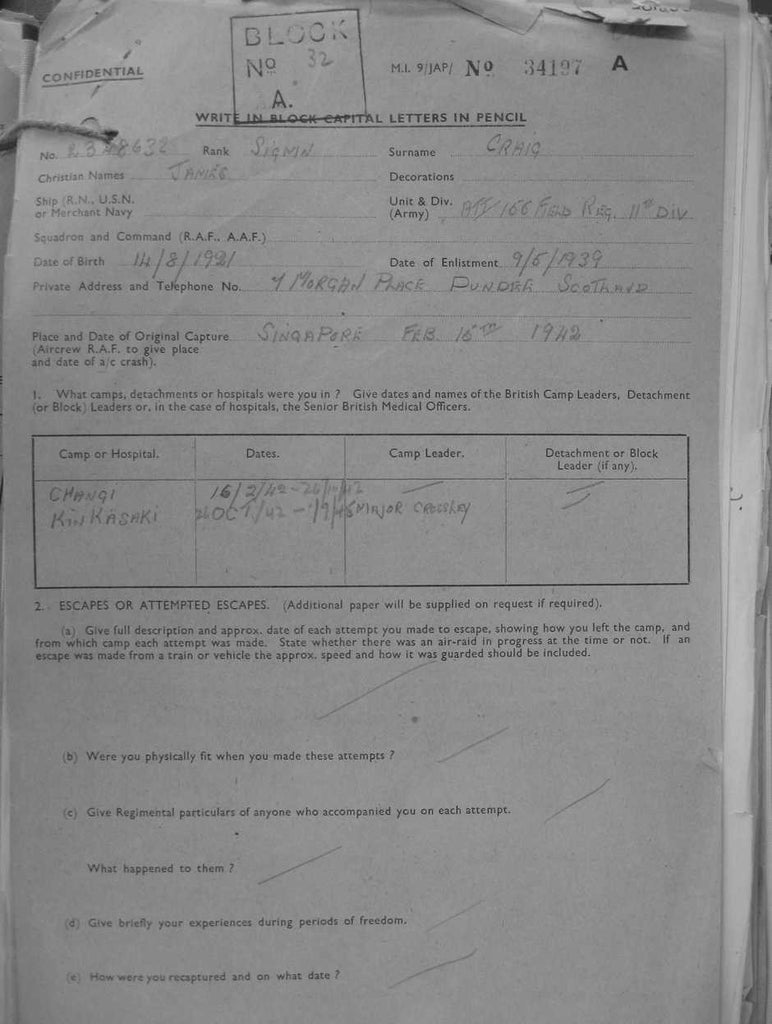 BLOCK
CONFIDENTIAL
Nº 32
M.I. 9/JAP/ Nº 34197 A
A.
WRITE IN BLOCK CAPITAL LETTERS IN PENCIL
No. Rank SIGMN Surname CRAIG
Christian Names JAMES Decorations
Ship (R.N., U.S.N. Unit & Div.
or Merchant Navy (Army) 155 FIELD REG. 11TH DIV
Squadron and Command (R.A.F., A.A.F.)
Date of Birth 14/8/1921 Date of Enlistment 9/5/1939
Private Address and Telephone No. 7 MORGAN PLACE DUNDEE SCOTLAND
Place and Date of Original Capture SINGAPORE FEB 15TH 1942
(Aircrew R.A.F. to give place
and date of a/c crash).
1. What camps, detachments or hospitals were you in ? Give dates and names of the British Camp Leaders, Detachment
(or Block) Leaders or, in the case of hospitals, the Senior British Medical Officers.
Camp or Hospital. Dates. Camp Leader. Detachment or Block
Leader (if any).
CHANGI 16/2/42
KINKASAKI OCT/42 MAJOR CROSSLEY
2. ESCAPES OR ATTEMPTED ESCAPES. (Additional paper will be supplied on request if required).
(a) Give full description and approx. date of each attempt you made to escape, showing how you left the camp, and
from which camp each attempt was made. State whether there was an air-raid in progress at the time or not. If an
escape was made from a train or vehicle the approx. speed and how it was guarded should be included.
(b) Were you physically fit when you made these attempts ?
(c) Give Regimental particulars of anyone who accompanied you on each attempt.
What happened to them ?
(d) Give briefly your experiences during periods of freedom.
(e) How were you recaptured and on what date ?